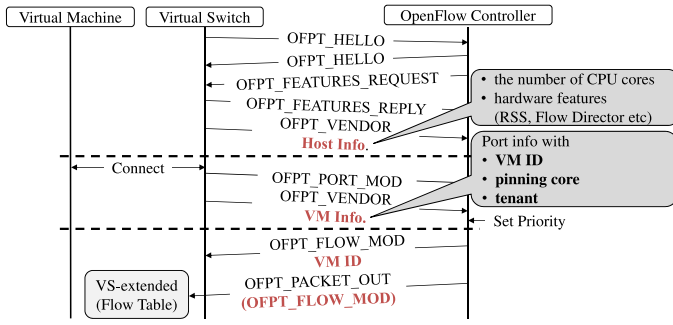 Virtual Machine
Virtual Switch
OpenFlow Controller
OFPT_HELLO
OFPT_HELLO
OFPT_FEATURES_REQUEST
OFPT_FEATURES_REPLY
OFPT_VENDOR
Host Info.
• the number of CPU cores
• hardware features
(RSS, Flow Director etc)
Connect
OFPT_PORT_MOD
OFPT_VENDOR
VM Info.
Port info with
• VM ID
• pinning core
• tenant
Set Priority
OFPT_FLOW_MOD
VM ID
OFPT_PACKET_OUT
(OFPT_FLOW_MOD)
VS-extended
(Flow Table)